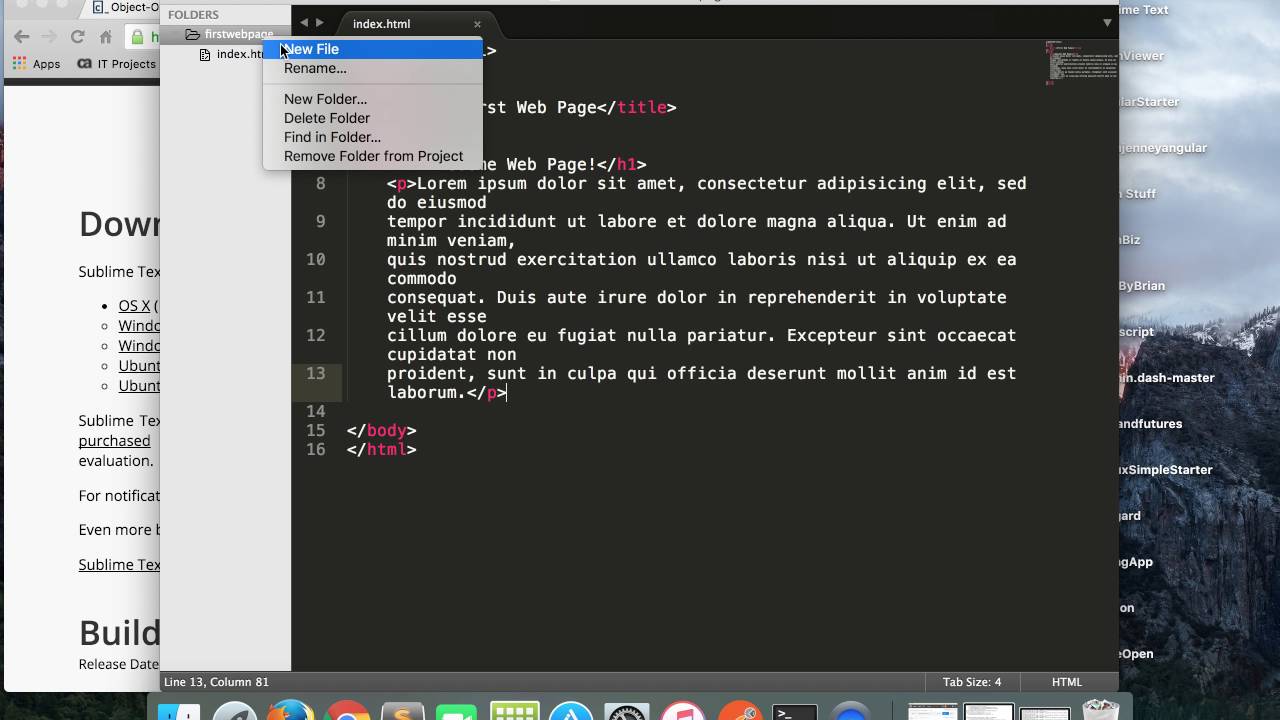 Object-O
Apps
IT Projects
Down
Sublime Tex
OS X (
Windo
Windo
Ubunt
Ubunt
Sublime Tex
purchased
evaluation.
For notificat
Even more b
Sublime Tex
Build
Release Date
FOLDERS
firstwebpage
index.htm
New File
Rename...
New Folder...
Delete Folder
Find in Folder...
Remove Folder from Project
index.html
rst Web Page</title>
me Web Page!</h1>
8 <p>Lorem ipsum dolor sit amet, consectetur adipisicing elit, sed
do eiusmod
9 tempor incididunt ut labore et dolore magna aliqua. Ut enim ad
minim veniam,
10 quis nostrud exercitation ullamco laboris nisi ut aliquip ex ea
commodo
11 consequat. Duis aute irure dolor in reprehenderit in voluptate
velit esse
12 cillum dolore eu fugiat nulla pariatur. Excepteur sint occaecat
cupidatat non
13 proident, sunt in culpa qui officia deserunt mollit anim id est
laborum.</p>
14
15 </body>
16 </html>
Line 13, Column 81
Tab Size: 4
HTML
ime Text
nViewer
ularStarter
njenneyangular
n Stuff
nBiz
ByBrian
script
in.dash-master
andfutures
uxSimpleStarter
gard
ngApp
on
eOpen